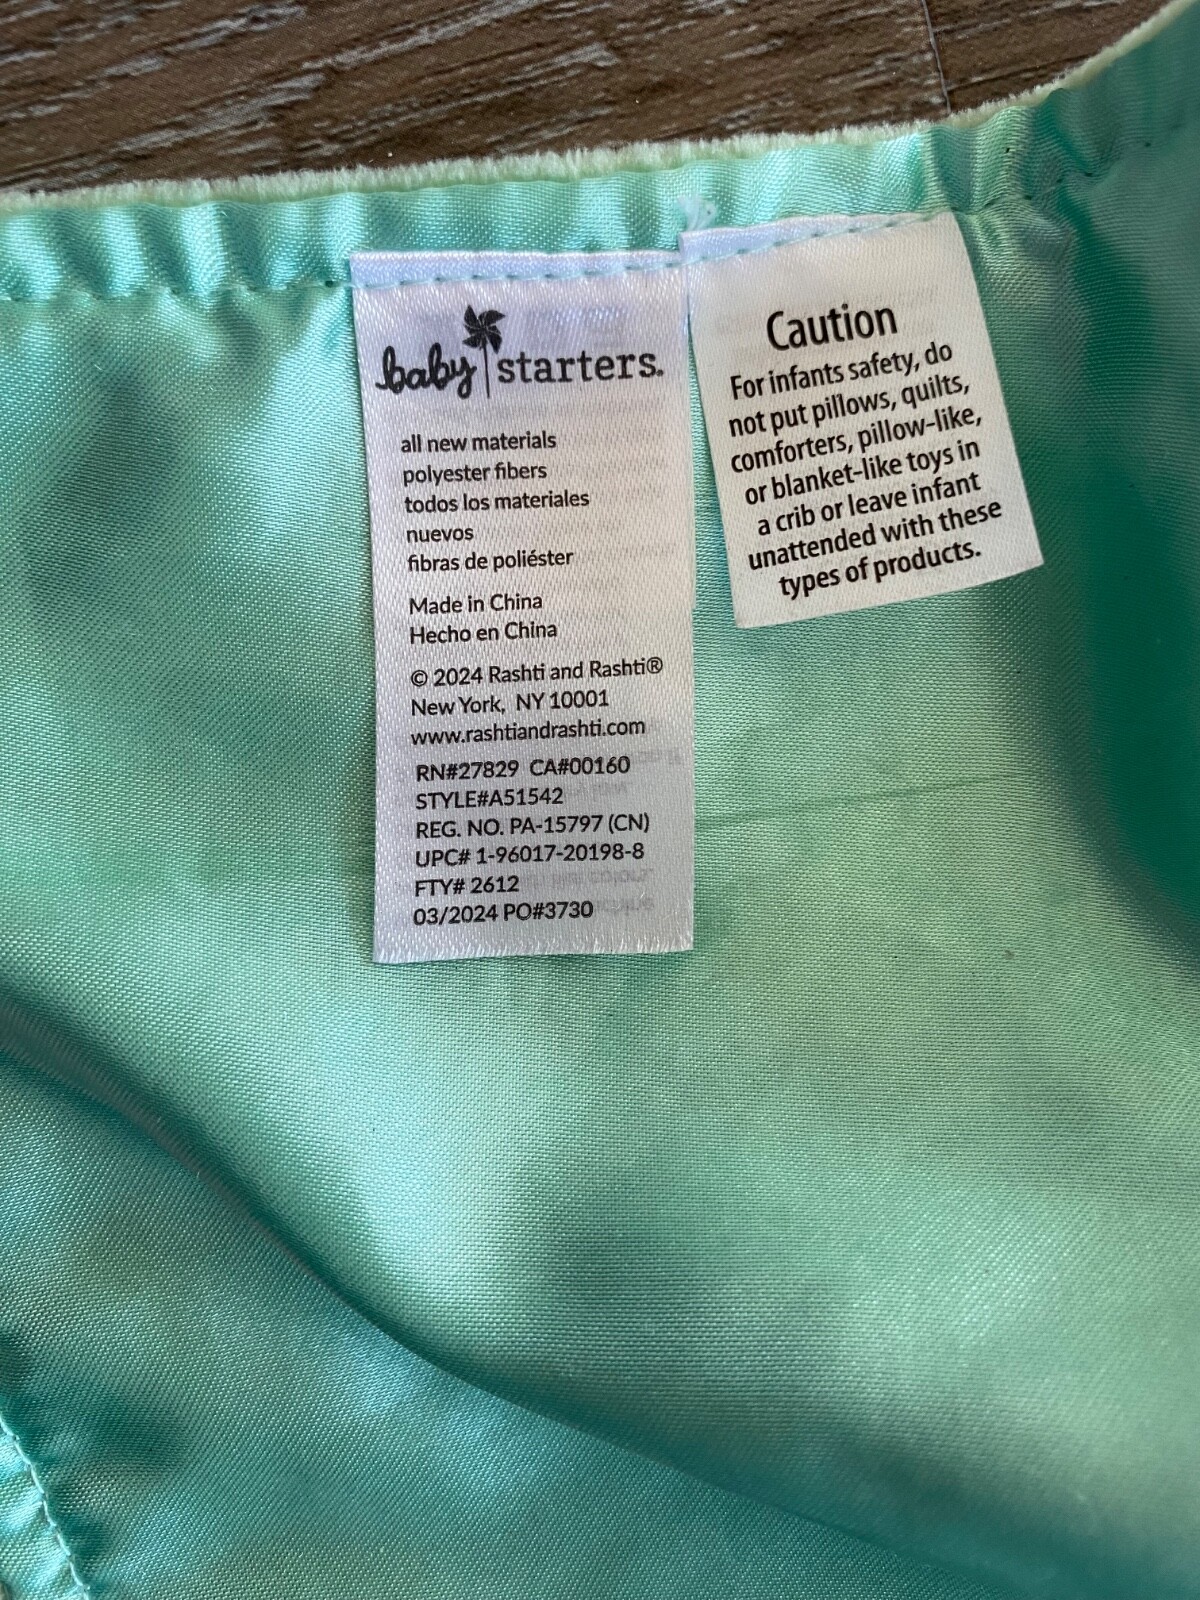 baby starters.
all new materials
polyester fibers
todos los materiales
nuevos
fibras de poliéster
Made in China
Hecho en China
© 2024 Rashti and Rashti®
New York, NY 10001
www.rashtiandrashti.com
RN#27829 CA#00160
STYLE#A51542
REG. NO. PA-15797 (CN)
UPC# 1-96017-20198-8
FTY# 2612
03/2024 PO#3730
Caution
For infants safety, do
not put pillows, quilts,
comforters, pillow-like,
or blanket-like toys in
a crib or leave infant
unattended with these
types of products.